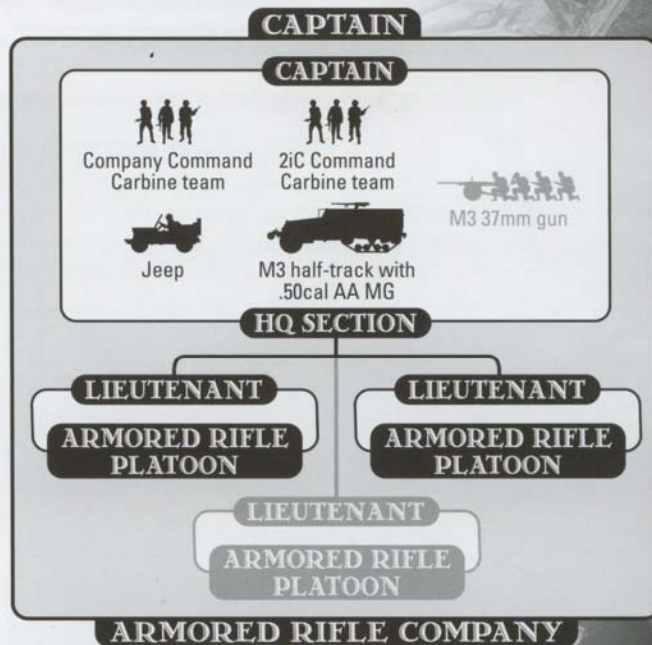 CAPTAIN
CAPTAIN
Company Command
Carbine team
2iC Command
Carbine team
M3 37mm gun
Jeep
M3 half-track with
.50cal AA MG
HQ SECTION
LIEUTENANT
ARMORED RIFLE
PLATOON
LIEUTENANT
ARMORED RIFLE
PLATOON
LIEUTENANT
ARMORED RIFLE
PLATOON
ARMORED RIFLE COMPANY